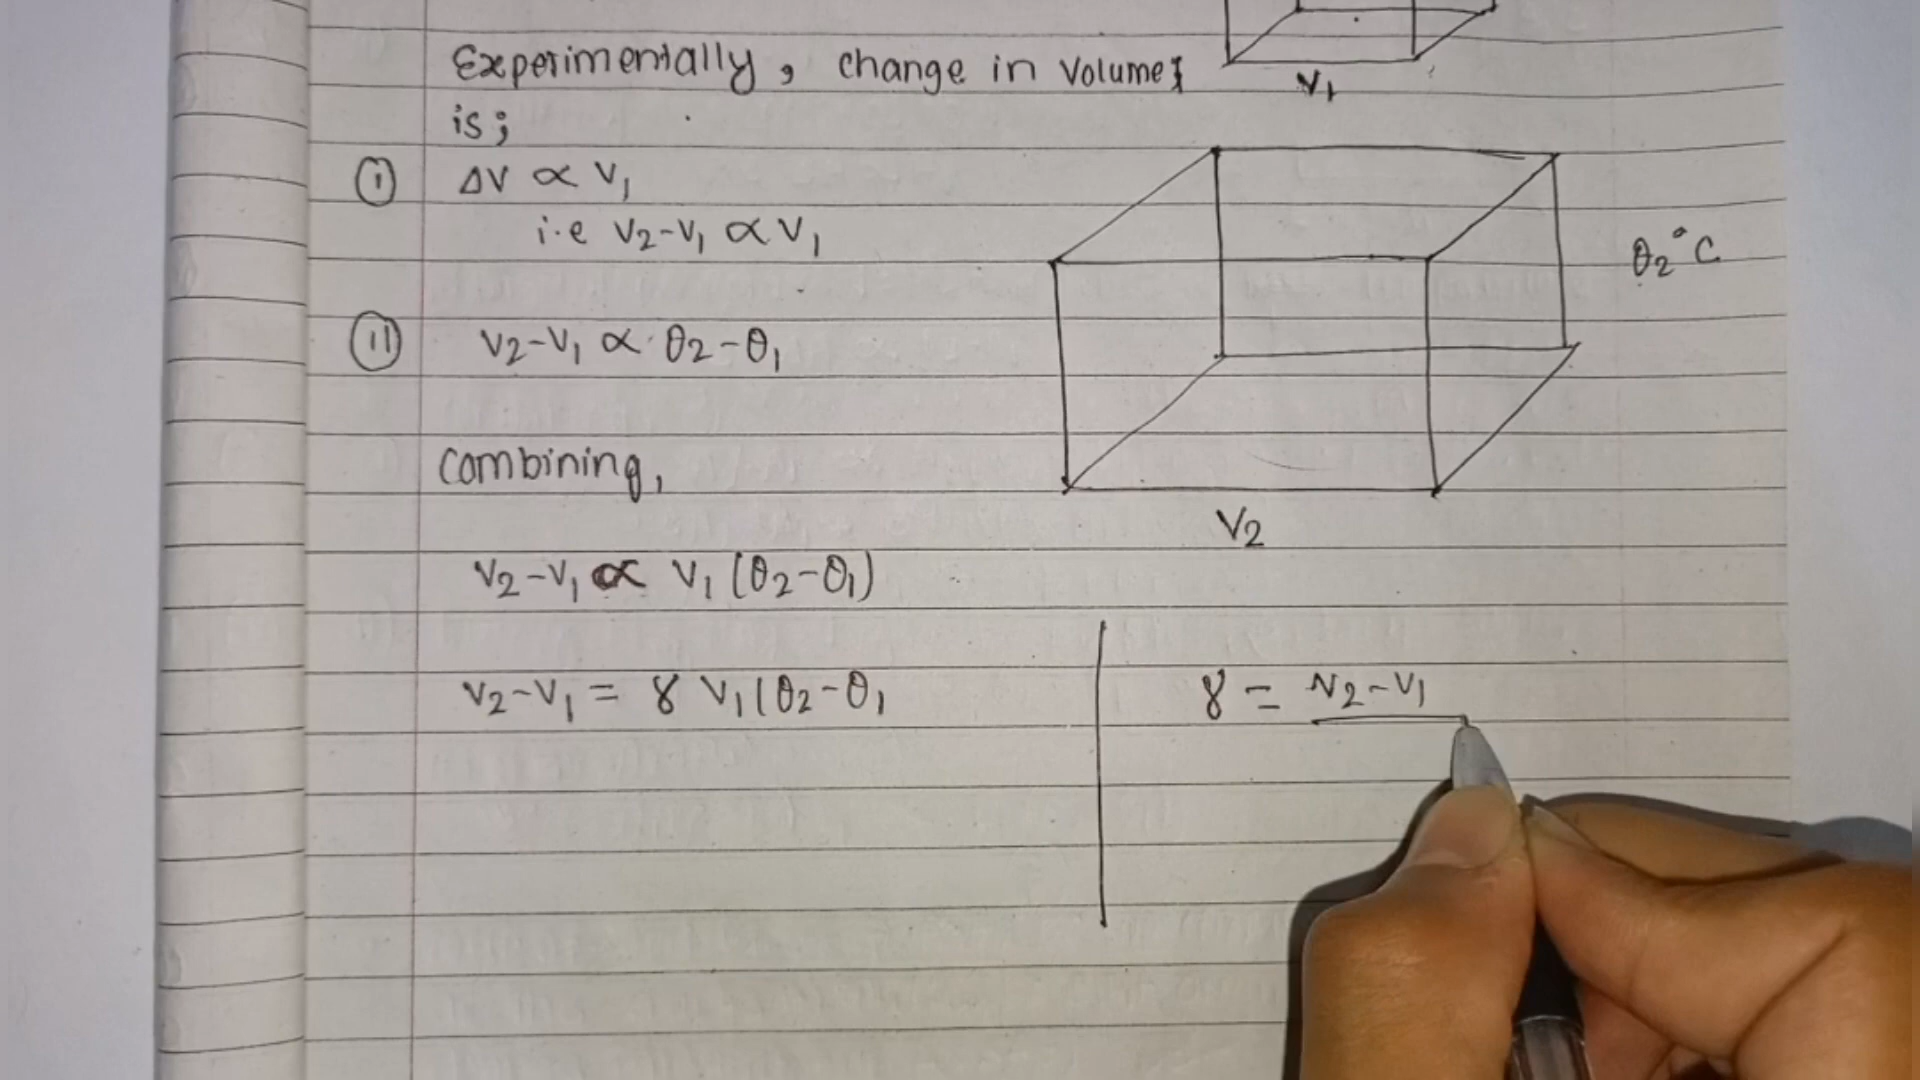 Experimentally, change in volume
V₁
is;
(i) ΔV ∝ V₁
i.e V₂-V₁ ∝ V₁
θ₂°C
(ii) V₂-V₁ ∝ θ₂-θ₁
combining,
V₂
V₂-V₁ ∝ V₁ (θ₂-θ₁)
V₂-V₁ = γ V₁(θ₂-θ₁
γ = V₂-V₁